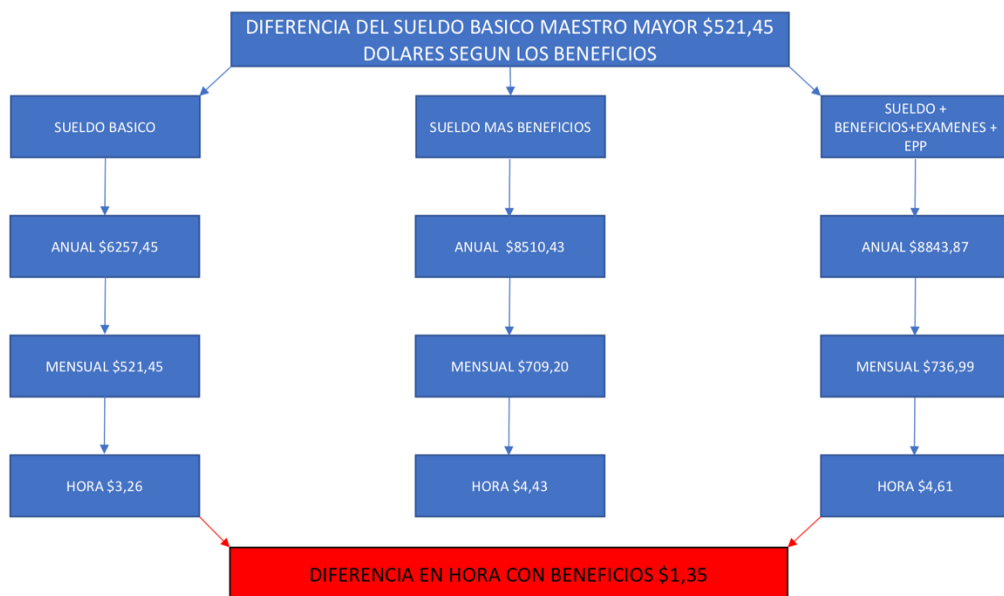 DIFERENCIA DEL SUELDO BASICO MAESTRO MAYOR $521,45
DOLARES SEGUN LOS BENEFICIOS
SUELDO BASICO
SUELDO MAS BENEFICIOS
SUELDO +
BENEFICIOS+EXAMENES +
EPP
ANUAL $6257,45
ANUAL  $8510,43
ANUAL $8843,87
MENSUAL $521,45
MENSUAL $709,20
MENSUAL $736,99
HORA $3,26
HORA $4,43
HORA $4,61
DIFERENCIA EN HORA CON BENEFICIOS $1,35